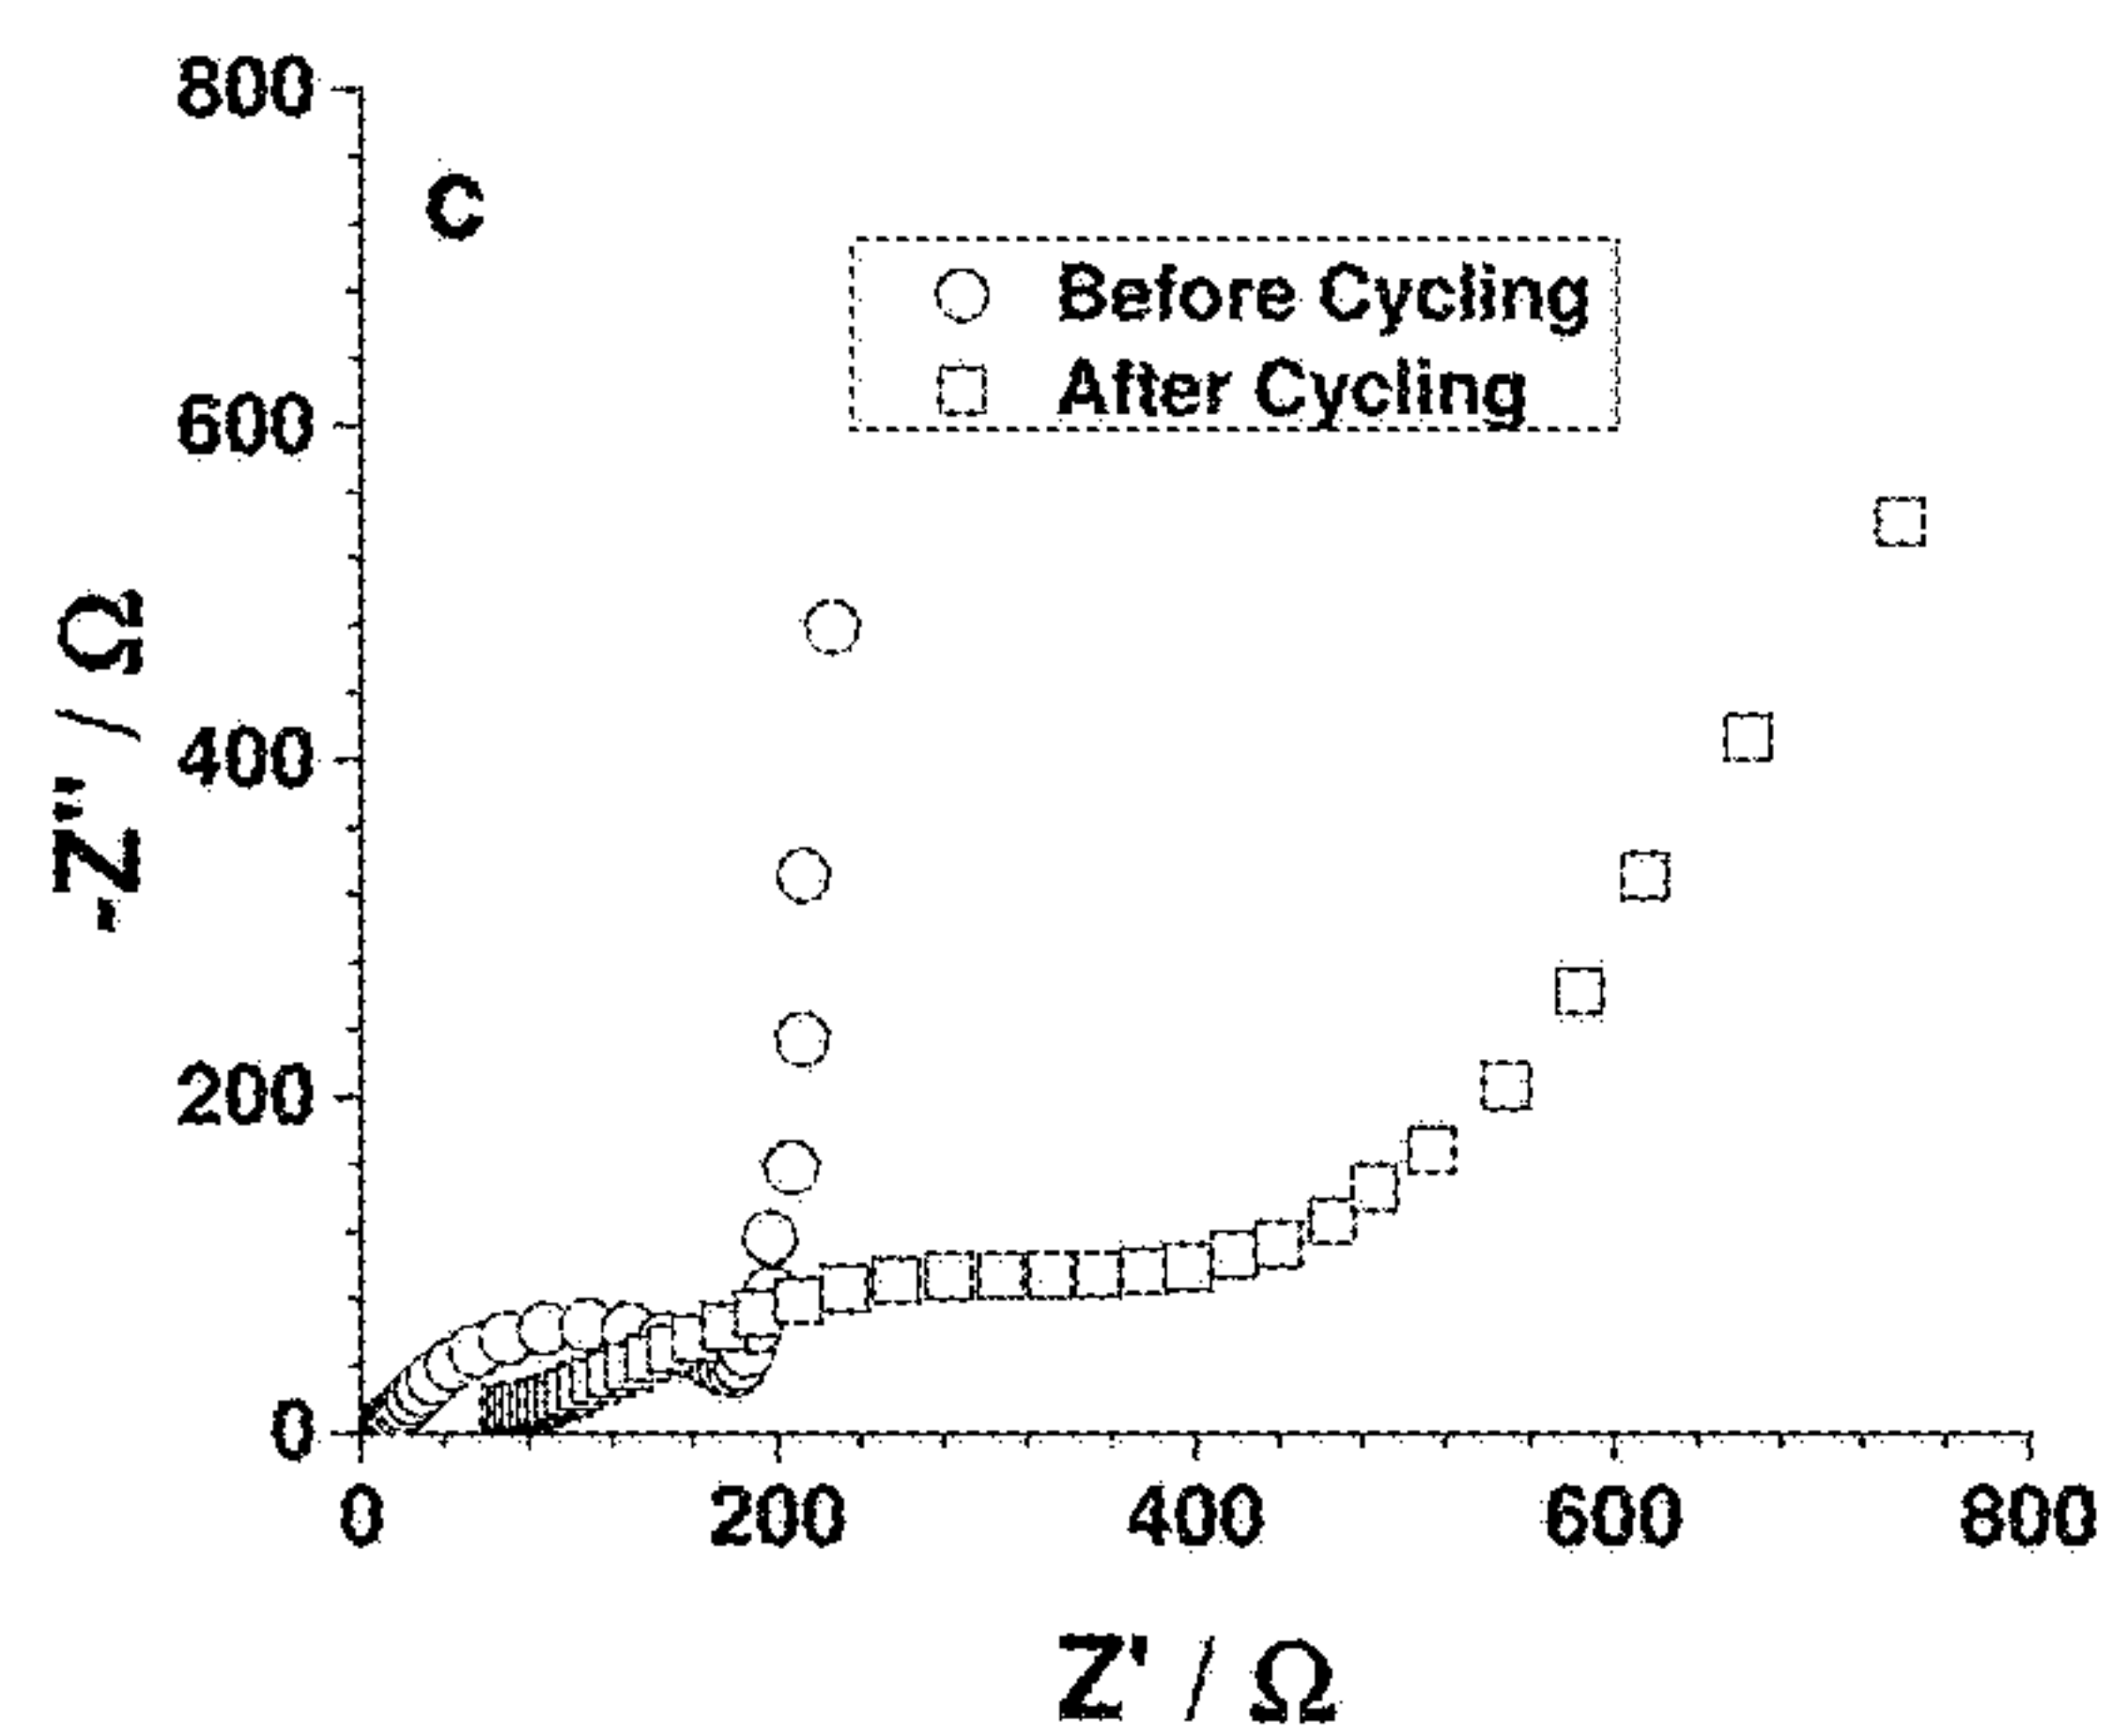 800
C
Before Cycling
After Cycling
600
400
200
0
-Z" / Ω
0 200 400 600 800
Z' / Ω